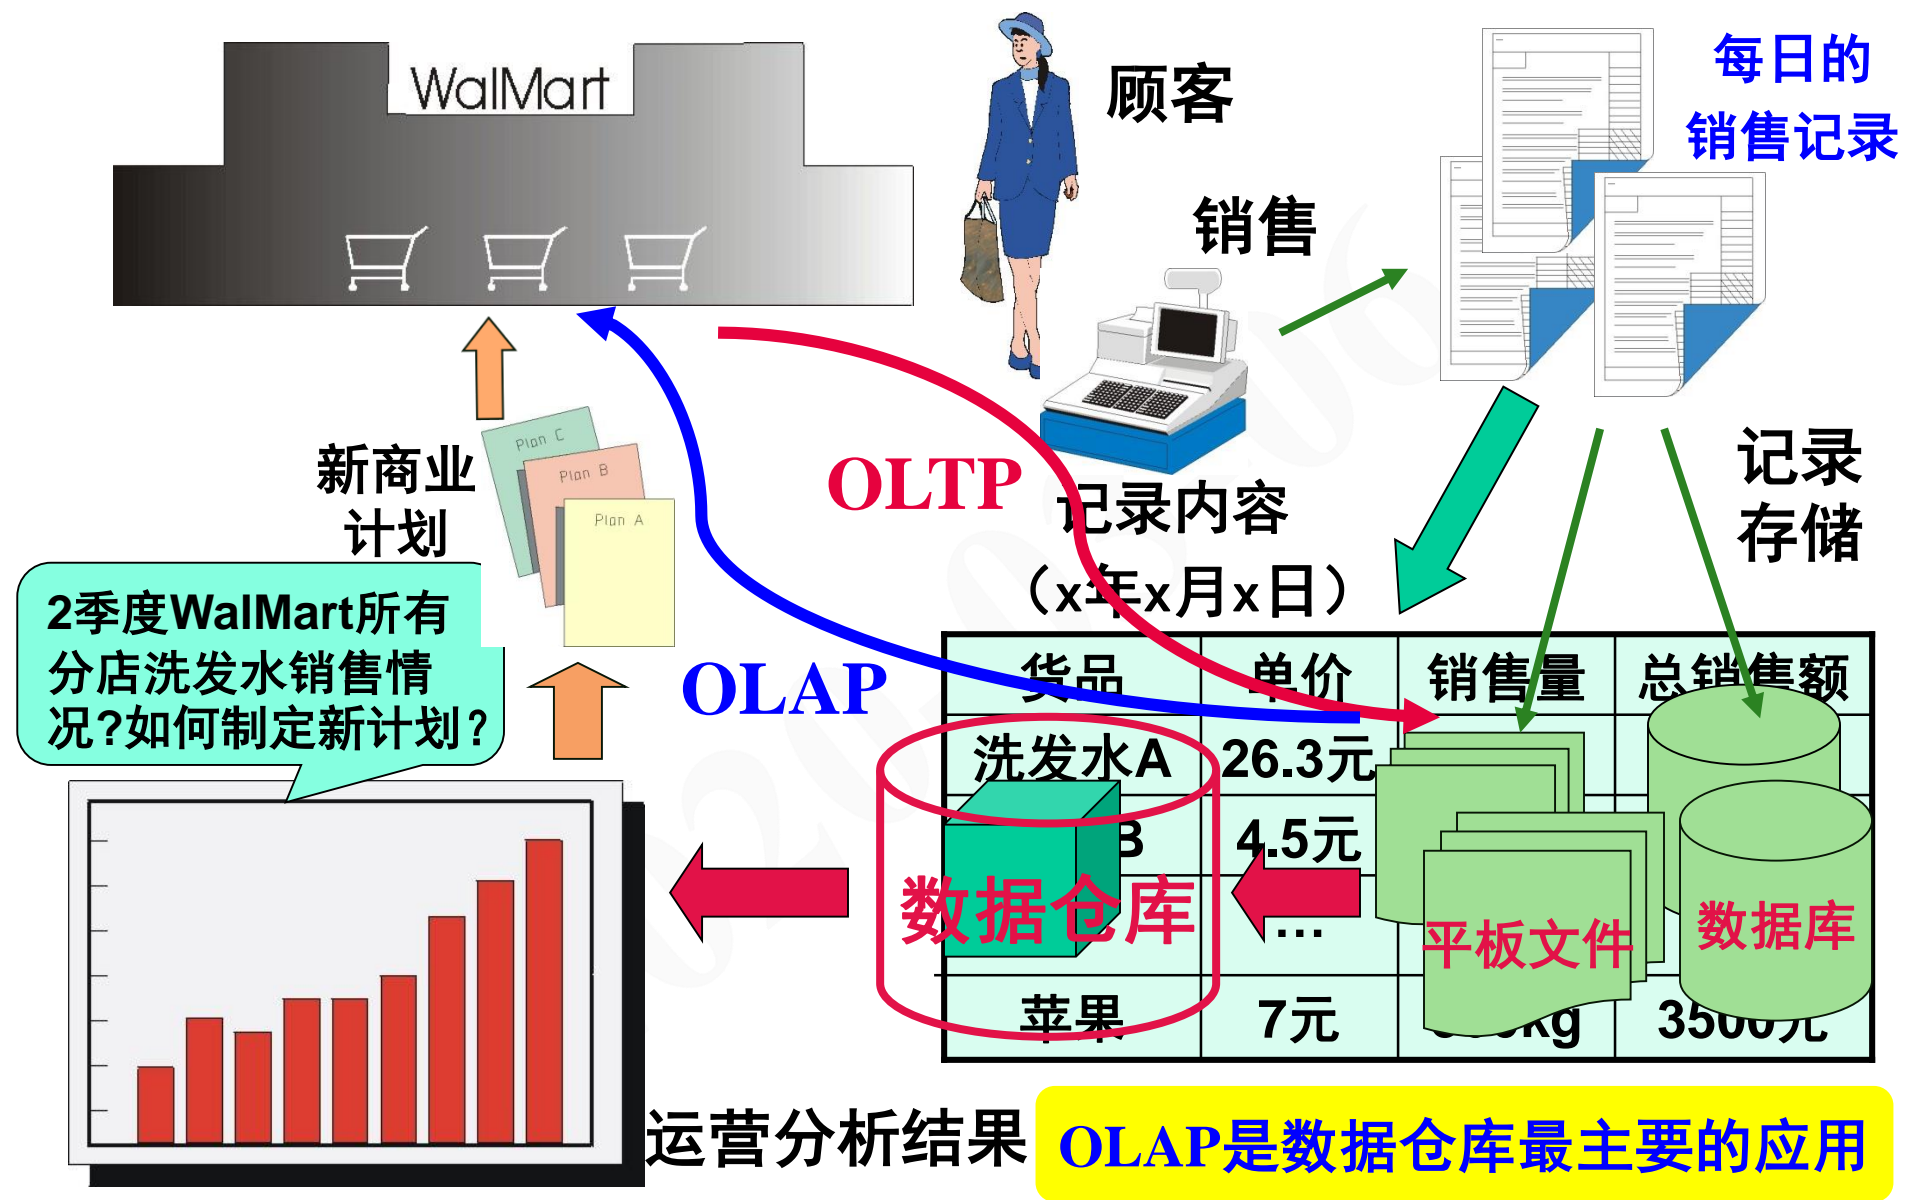 WalMart
顾客
每日的
销售记录
销售
新商业
计划
Plan C
Plan B
Plan A
OLTP
记录内容
（x年x月x日）
记录
存储
2季度WalMart所有
分店洗发水销售情
况?如何制定新计划?
OLAP
货品 单价 销售量 总销售额
洗发水A 26.3元
B 4.5元
数据仓库
…
平板文件
数据库
苹果 7元 kg 3500元
运营分析结果
OLAP是数据仓库最主要的应用